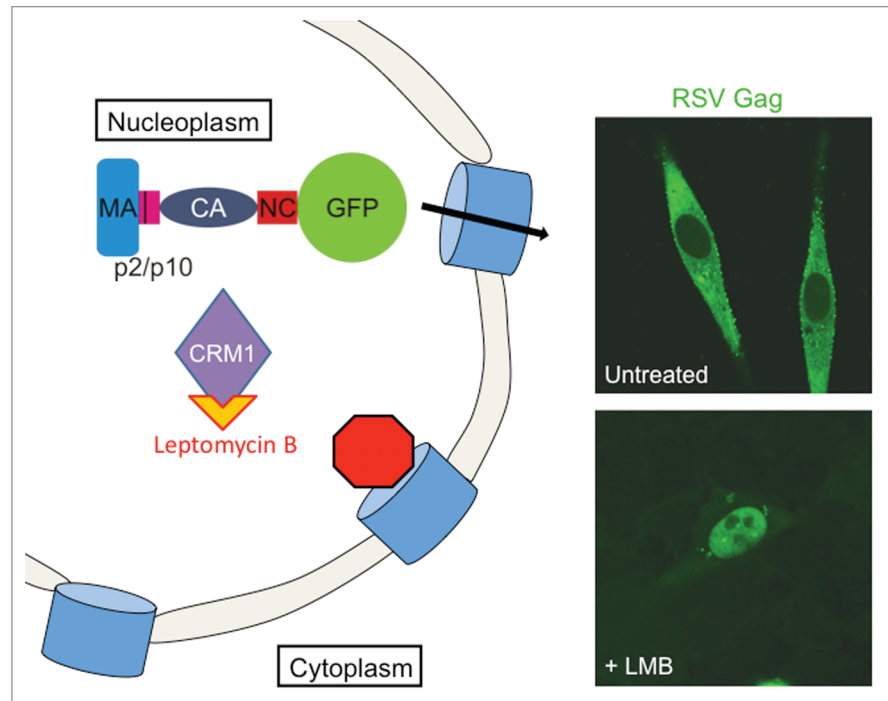 Nucleoplasm
MA
CA
NC
GFP
p2/p10
CRM1
Leptomycin B
Cytoplasm
RSV Gag
Untreated
+ LMB